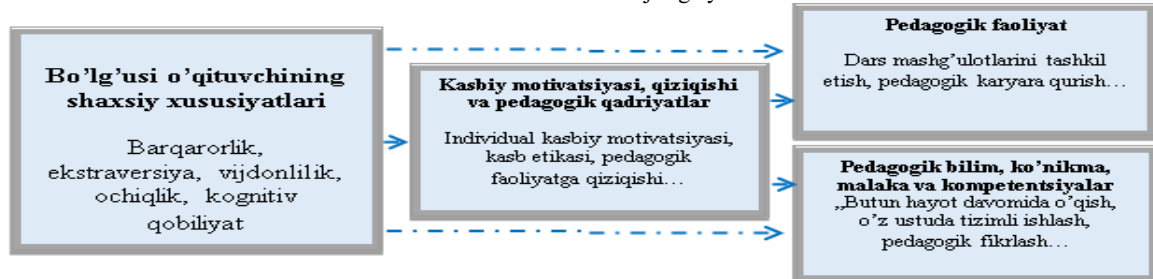 Bo'lg'usi o'qituvchining
shaxsiy xususiyatlari
Barqarorlik,
ekstraversiya, vijdonlilik,
ochiqlik, kognitiv
qobiliyat
Kasbiy motivatsiyasi, qiziqishi
va pedagogik qadriyatlar
Individual kasbiy motivatsiyasi,
kasb etikasi, pedagogik
faoliyatga qiziqishi...
Pedagogik faoliyat
Dars mashg'ulotlarini tashkil
etish, pedagogik karyara qurish...
Pedagogik bilim, ko'nikma,
malaka va kompetentsiyalar
„Butun hayot davomida o'qish,
o'z ustuda tizimli ishlash,
pedagogik fikrlash...